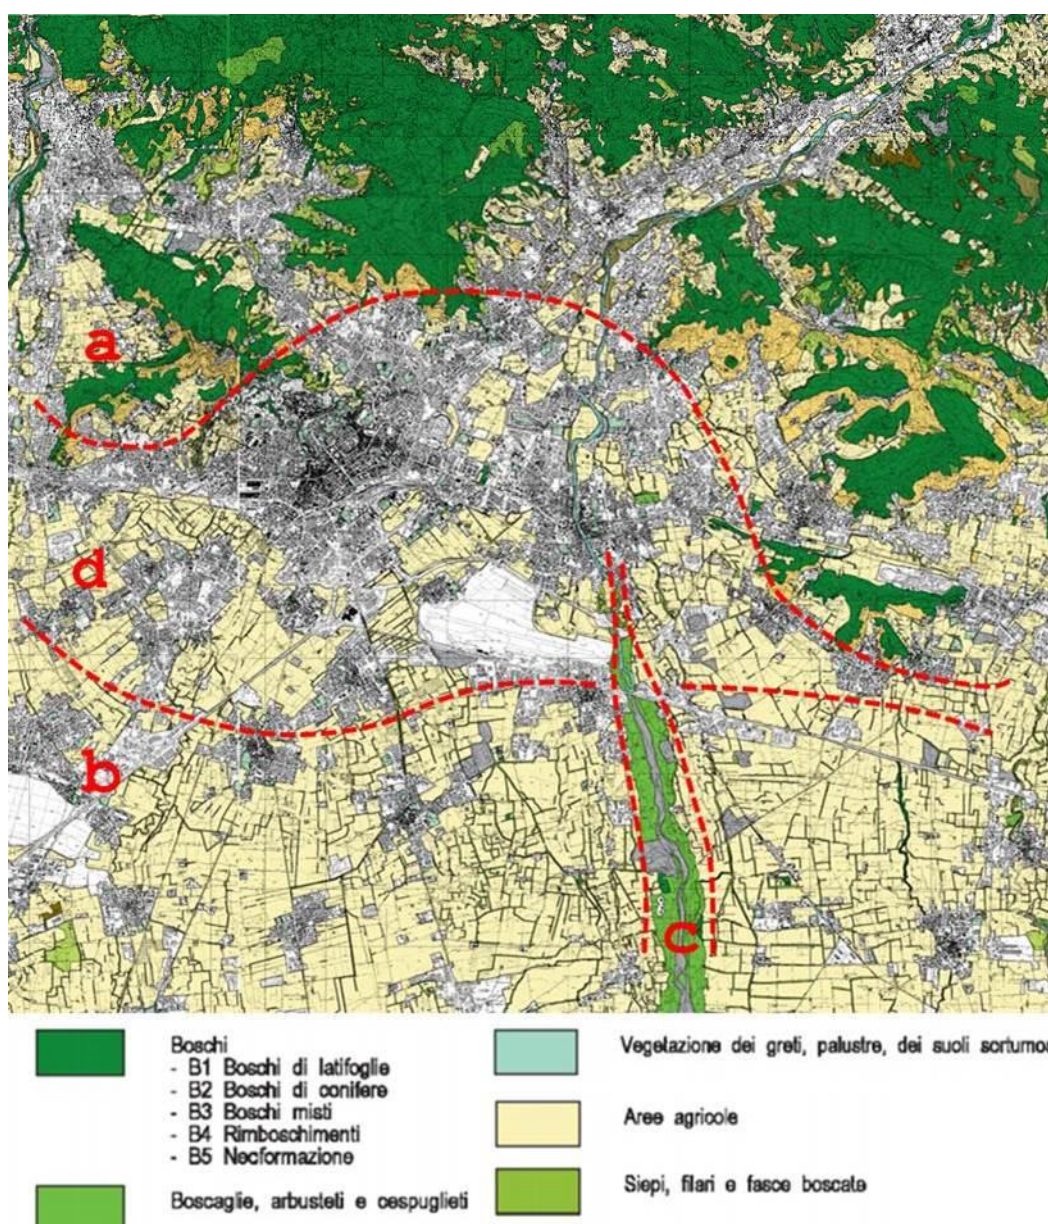 a
d
b
c
Boschi
- B1 Boschi di latifoglie
- B2 Boschi di conifere
- B3 Boschi misti
- B4 Rimboschimenti
- B5 Neoformazione
Boscaglie, arbusteti e cespuglieti
Vegetazione dei greti, palustre, dei suoli
Aree agricole
Siepi, filari e fasce boscate